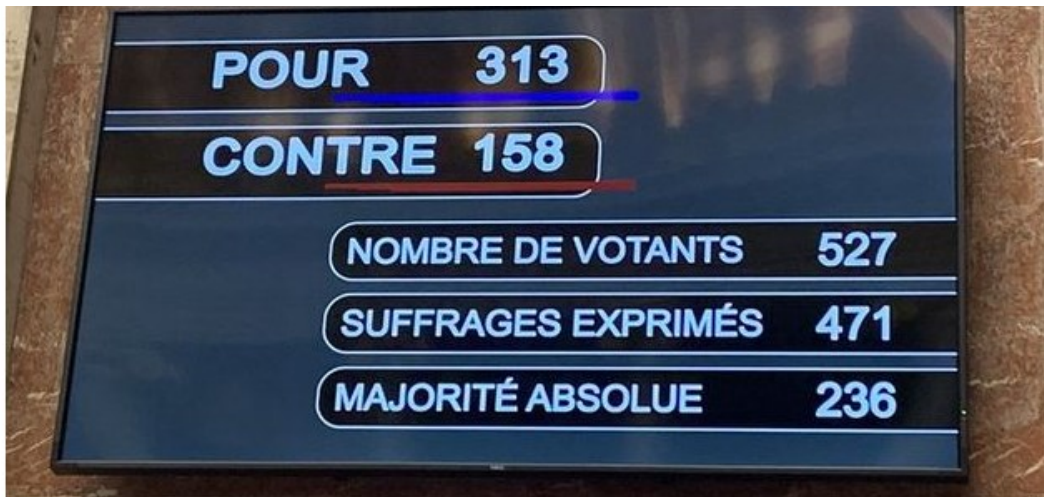 POUR 313
CONTRE 158
NOMBRE DE VOTANTS 527
SUFFRAGES EXPRIMÉS 471
MAJORITÉ ABSOLUE 236